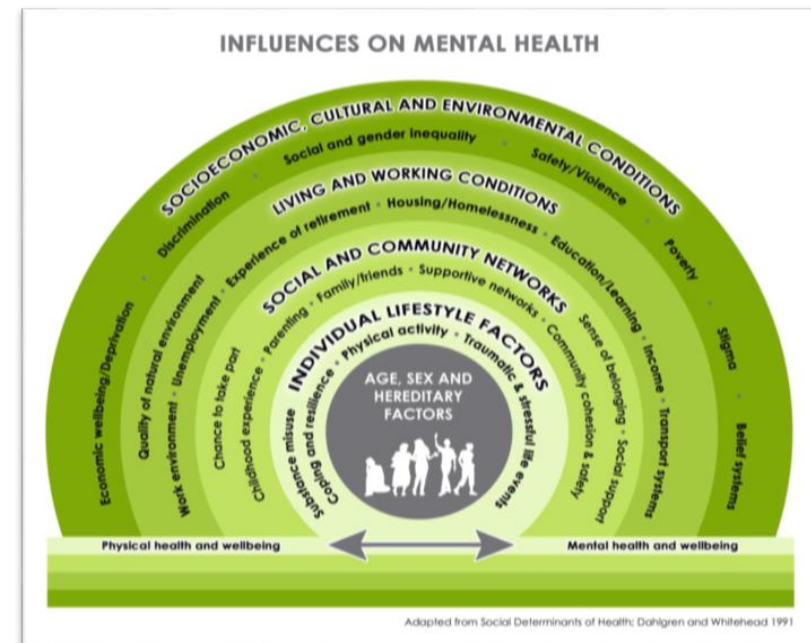 INFLUENCES ON MENTAL HEALTH
SOCIOECONOMIC, CULTURAL AND ENVIRONMENTAL CONDITIONS
Economic wellbeing/Deprivation • Discrimination • Social and gender inequality • Safety/Violence • Poverty • Stigma • Belief systems
LIVING AND WORKING CONDITIONS
Quality of natural environment
Work environment • Unemployment • Experience of retirement • Housing/Homelessness • Education/Learning • Income • Transport systems
SOCIAL AND COMMUNITY NETWORKS
Chance to take part
Childhood experience • Parenting • Family/friends • Supportive networks • Community cohesion & safety
Sense of belonging • Social support
INDIVIDUAL LIFESTYLE FACTORS
Substance misuse
Coping and resilience • Physical activity • Traumatic & stressful life events
AGE, SEX AND
HEREDITARY
FACTORS
Physical health and wellbeing
Mental health and wellbeing
Adapted from Social Determinants of Health; Dahlgren and Whitehead 1991